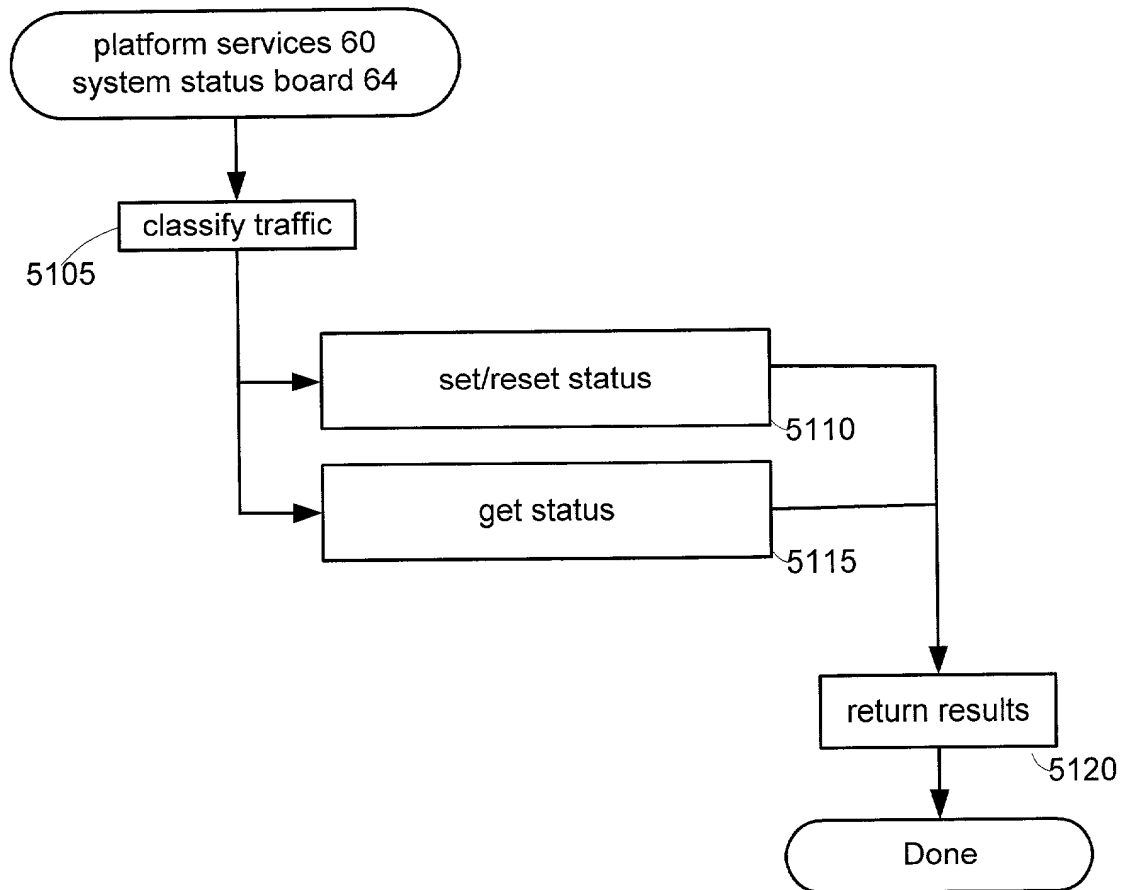 platform services 60
system status board 64
classify traffic
5105
set/reset status
5110
get status
5115
return results
5120
Done